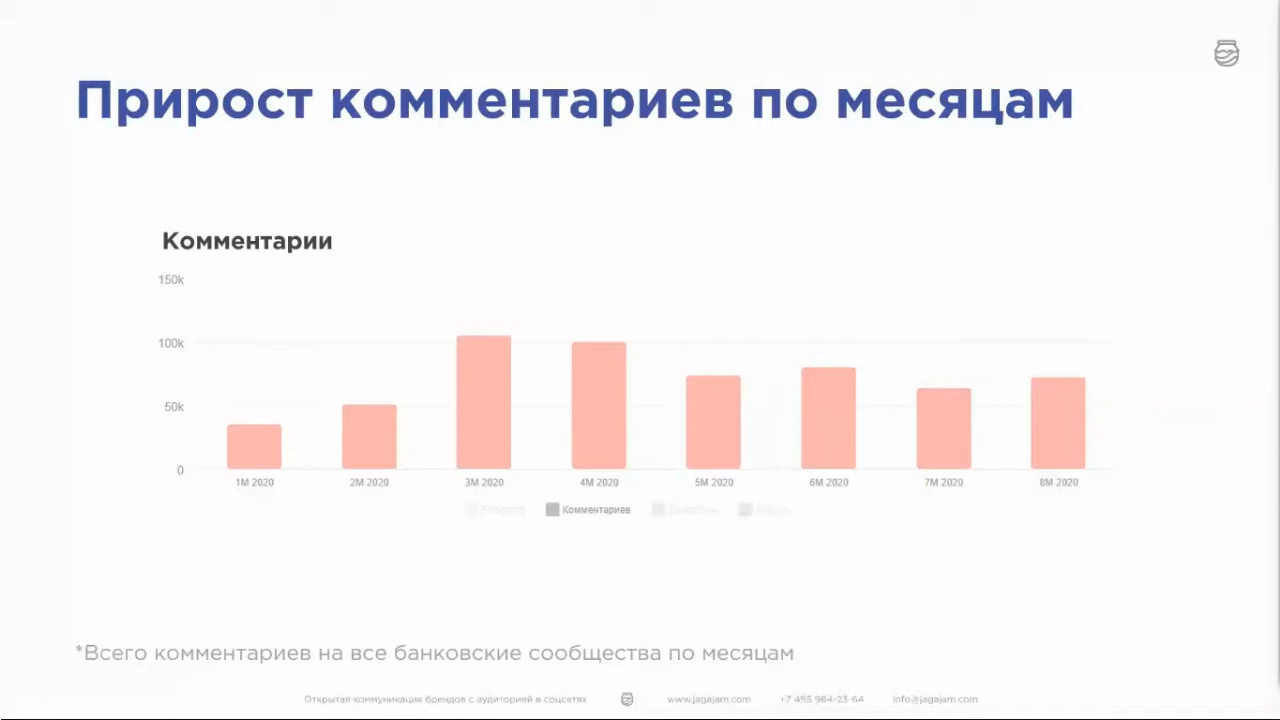 Прирост комментариев по месяцам
Комментарии
150k
100k
50k
0
1M 2020 2M 2020 3M 2020 4M 2020 5M 2020 6M 2020 7M 2020 8M 2020
Комментариев
*Всего комментариев на все банковские сообщества по месяцам
Открытая коммуникация брендов с аудиторией в соцсетях www.jagajam.com +7 495 984-23-64 info@jagajam.com